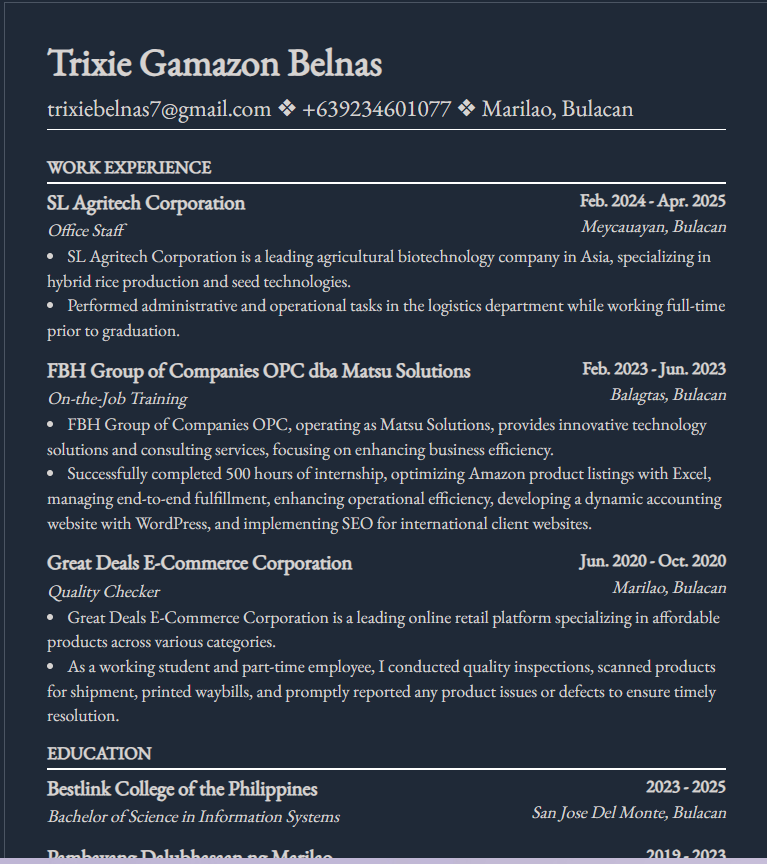 Trixie Gamazon Belnas
trixiebelnas7@gmail.com ❖ +639234601077 ❖ Marilao, Bulacan
WORK EXPERIENCE
SL Agritech Corporation Feb. 2024 - Apr. 2025
Office Staff Meycauayan, Bulacan
• SL Agritech Corporation is a leading agricultural biotechnology company in Asia, specializing in
hybrid rice production and seed technologies.
• Performed administrative and operational tasks in the logistics department while working full-time
prior to graduation.
FBH Group of Companies OPC dba Matsu Solutions Feb. 2023 - Jun. 2023
On-the-Job Training Balagtas, Bulacan
• FBH Group of Companies OPC, operating as Matsu Solutions, provides innovative technology
solutions and consulting services, focusing on enhancing business efficiency.
• Successfully completed 500 hours of internship, optimizing Amazon product listings with Excel,
managing end-to-end fulfillment, enhancing operational efficiency, developing a dynamic accounting
website with WordPress, and implementing SEO for international client websites.
Great Deals E-Commerce Corporation Jun. 2020 - Oct. 2020
Quality Checker Marilao, Bulacan
• Great Deals E-Commerce Corporation is a leading online retail platform specializing in affordable
products across various categories.
• As a working student and part-time employee, I conducted quality inspections, scanned products
for shipment, printed waybills, and promptly reported any product issues or defects to ensure timely
resolution.
EDUCATION
Bestlink College of the Philippines 2023 - 2025
Bachelor of Science in Information Systems San Jose Del Monte, Bulacan
Pambayang Dalubhasaan ng Marilao 2019 - 2023